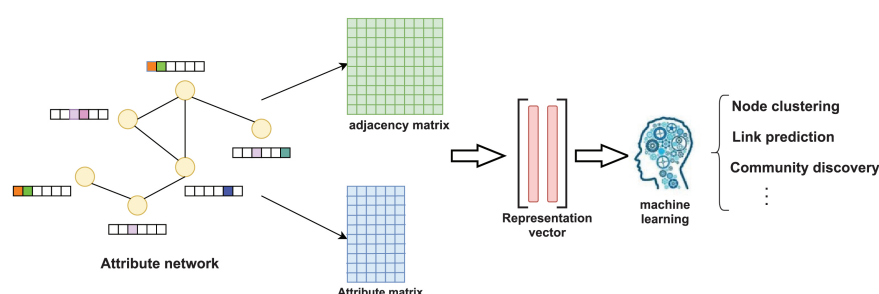 Attribute network
adjacency matrix
Attribute matrix
Representation
vector
machine
learning
Node clustering
Link prediction
Community discovery
⋮